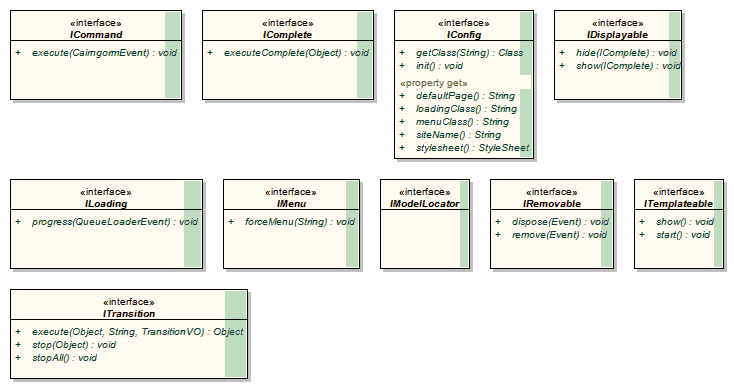 «interface»
ICommand
+ execute(CairngormEvent) : void
«interface»
IComplete
+ executeComplete(Object) : void
«interface»
IConfig
+ getClass(String) : Class
+ init() : void
«property get»
+ defaultPage() : String
+ loadingClass() : String
+ menuClass() : String
+ siteName() : String
+ stylesheet() : StyleSheet
«interface»
IDisplayable
+ hide(IComplete) : void
+ show(IComplete) : void
«interface»
ILoading
+ progress(QueueLoaderEvent) : void
«interface»
IMenu
+ forceMenu(String) : void
«interface»
IModelLocator
«interface»
IRemovable
+ dispose(Event) : void
+ remove(Event) : void
«interface»
ITemplateable
+ show() : void
+ start() : void
«interface»
ITransition
+ execute(Object, String, TransitionVO) : Object
+ stop(Object) : void
+ stopAll() : void